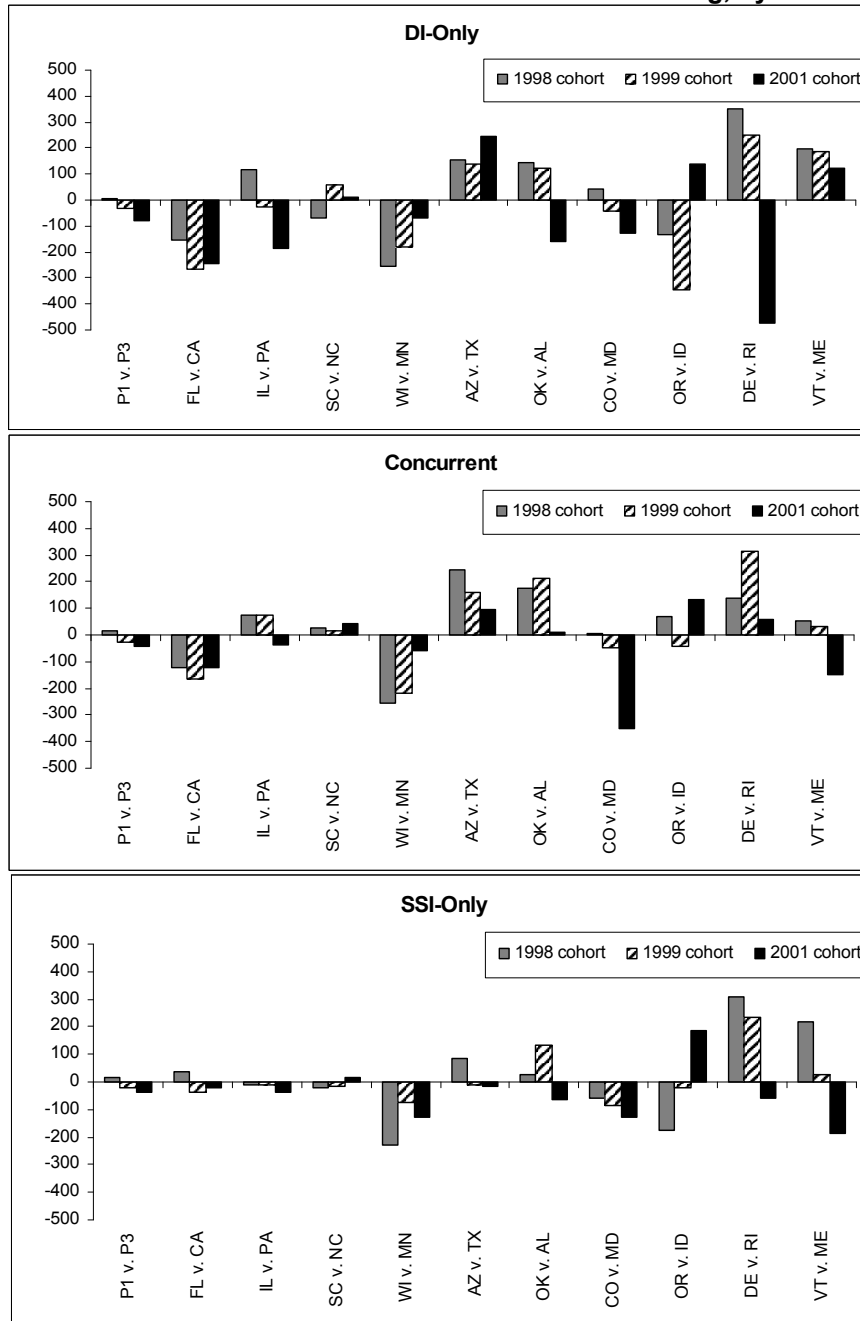 DI-Only
1998 cohort 1999 cohort 2001 cohort
500
400
300
200
100
0
-100
-200
-300
-400
-500
P1 v. P3
FL v. CA
IL v. PA
SC v. NC
WI v. MN
AZ v. TX
OK v. AL
CO v. MD
OR v. ID
DE v. RI
VT v. ME
Concurrent
1998 cohort 1999 cohort 2001 cohort
500
400
300
200
100
0
-100
-200
-300
-400
-500
P1 v. P3
FL v. CA
IL v. PA
SC v. NC
WI v. MN
AZ v. TX
OK v. AL
CO v. MD
OR v. ID
DE v. RI
VT v. ME
SSI-Only
1998 cohort 1999 cohort 2001 cohort
500
400
300
200
100
0
-100
-200
-300
-400
-500
P1 v. P3
FL v. CA
IL v. PA
SC v. NC
WI v. MN
AZ v. TX
OK v. AL
CO v. MD
OR v. ID
DE v. RI
VT v. ME